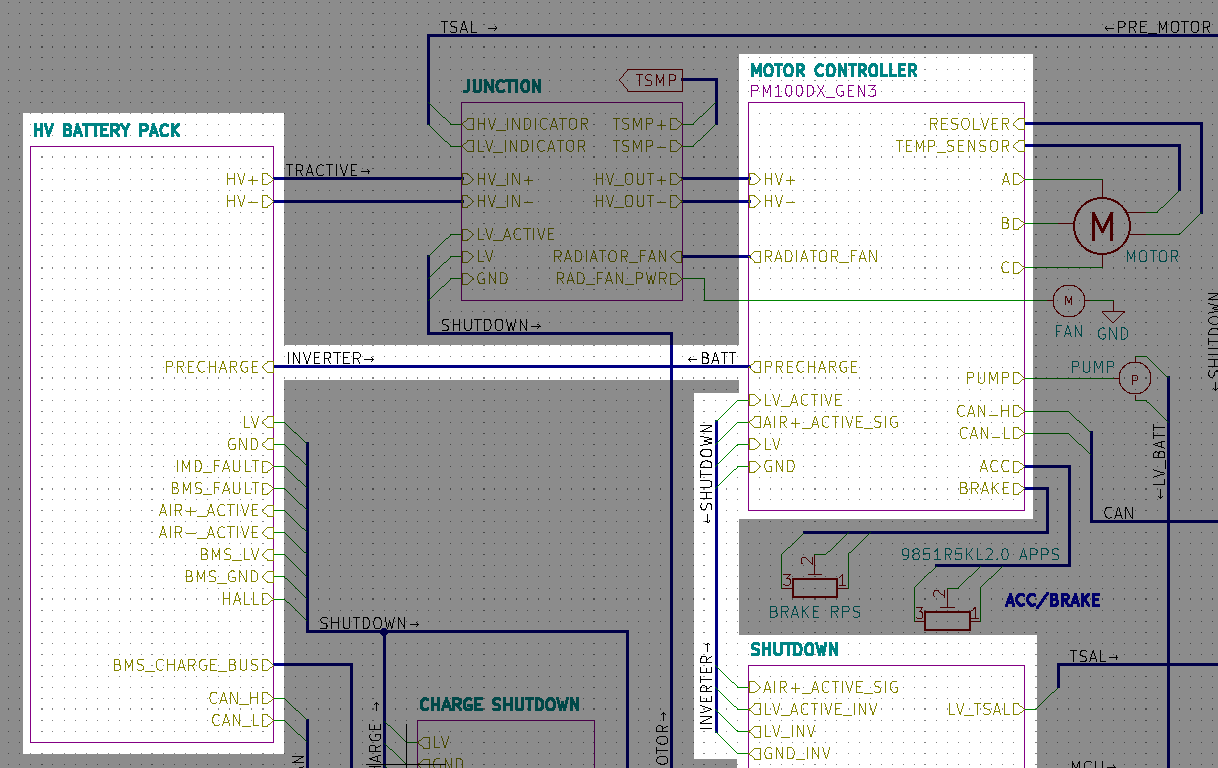 TSAL →
←PRE_MOTOR
MOTOR CONTROLLER
PM100DX_GEN3
JUNCTION
TSMP
HV BATTERY PACK
HV_INDICATOR
TSMP+
RESOLVER
LV_INDICATOR
TSMP-
TEMP_SENSOR
TRACTIVE→
HV+
HV_IN+
HV_OUT+
HV+
A
HV-
HV_IN-
HV_OUT-
HV-
B
M
LV_ACTIVE
LV
RADIATOR_FAN
RADIATOR_FAN
MOTOR
C
GND
RAD_FAN_PWR
M
FAN
GND
SHUTDOWN→
←SHUTDOWN
INVERTER→
←BATT
PRECHARGE
PRECHARGE
PUMP
PUMP
P
LV_ACTIVE
CAN_H
LV
AIR+_ACTIVE_SIG
CAN_L
GND
LV
IMD_FAULT
GND
ACC
BMS_FAULT
BRAKE
←SHUTDOWN
←LV_BATT
AIR+_ACTIVE
CAN
AIR-_ACTIVE
BMS_LV
9851R5KL2.0 APPS
BMS_GND
2
3
1
HALL
BRAKE RPS
2
3
1
ACC/BRAKE
SHUTDOWN→
SHUTDOWN
BMS_CHARGE_BUS
TSAL→
INVERTER→
AIR+_ACTIVE_SIG
CAN_H
LV_ACTIVE_INV
LV_TSAL
CAN_L
CHARGE SHUTDOWN
LV_INV
LV
GND_INV
GND
ARGE →
OTOR→
AN
MCU→